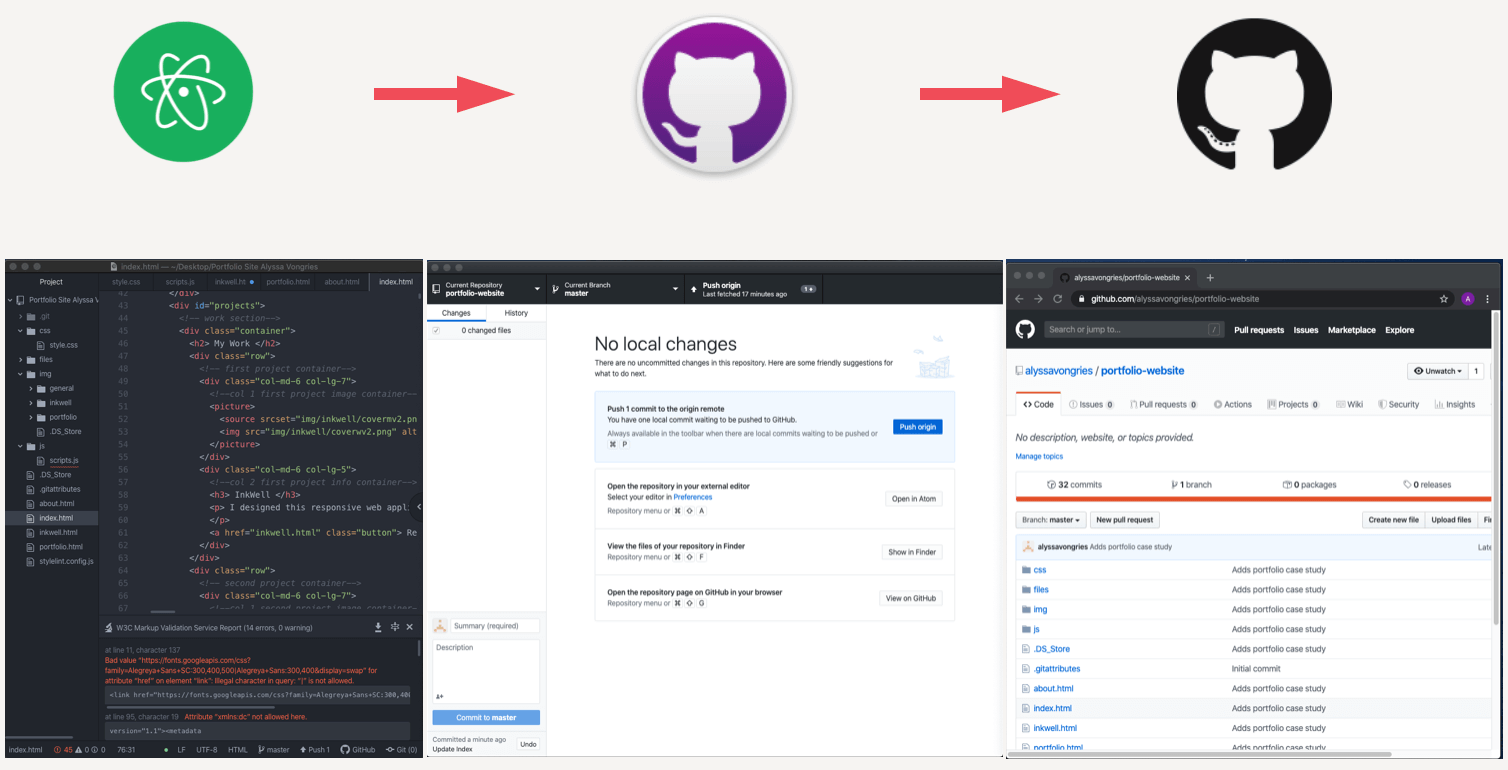 index.html — ~/Desktop/Portfolio Site Alyssa Vongries
Project
style.css scripts.js inkwell.ht portfolio.html about.html index.html
Portfolio Site Alyssa V
.git
css
style.css
files
img
general
inkwell
portfolio
.DS_Store
js
scripts.js
.DS_Store
.gitattributes
about.html
index.html
inkwell.html
portfolio.html
stylelint.config.js
42 </div>
43 <div id="projects">
44 <!-- work section-->
45 <div class="container">
46 <h2> My Work </h2>
47 <div class="row">
48 <!-- first project container-->
49 <div class="col-md-6 col-lg-7">
50 <!--col 1 first project image container-
51 <picture>
52 <source srcset="img/inkwell/covermv2.pn
53 <img src="img/inkwell/coverwv2.png" alt
54 </picture>
55 </div>
56 <div class="col-md-6 col-lg-5">
57 <!--col 2 first project info container-->
58 <h3> InkWell </h3>
59 <p> I designed this responsive web appli
60 </p>
61 <a href="inkwell.html" class="button"> Re
62 </div>
63 </div>
64 <div class="row">
65 <!-- second project container-->
66 <div class="col-md-6 col-lg-7">
67 <!--col 1 second project image container-
W3C Markup Validation Service Report (14 errors, 0 warning)
at line 11, character 137
Bad value "https://fonts.googleapis.com/css?
family=Alegreya+Sans+SC:300,400,500|Alegreya+Sans:300,400&display=swap" for
attribute "href" on element "link": Illegal character in query: "|" is not allowed.
<link href="https://fonts.googleapis.com/css?family=Alegreya+Sans+SC:300,400
at line 95, character 19 Attribute "xmlns:dc" not allowed here.
version="1.1"><metadata
index.html 45 0 0 76:31 LF UTF-8 HTML master Push 1 GitHub Git (0)
Current Repository
portfolio-website
Current Branch
master
Push origin
Last fetched 17 minutes ago
1
Changes History
0 changed files
No local changes
There are no uncommitted changes in this repository. Here are some friendly suggestions for
what to do next.
Push 1 commit to the origin remote
You have one local commit waiting to be pushed to GitHub.
Always available in the toolbar when there are local commits waiting to be pushed or
⌘ P
Push origin
Open the repository in your external editor
Select your editor in Preferences
Repository menu or ⌘ ⇧ A
Open in Atom
View the files of your repository in Finder
Repository menu or ⌘ ⇧ F
Show in Finder
Open the repository page on GitHub in your browser
Repository menu or ⌘ ⇧ G
View on GitHub
Summary (required)
Description
Commit to master
Committed a minute ago
Update Index
Undo
alyssavongries/portfolio-website
github.com/alyssavongries/portfolio-website
A
Search or jump to... /
Pull requests Issues Marketplace Explore
alyssavongries / portfolio-website
Unwatch 1
Code Issues 0 Pull requests 0 Actions Projects 0 Wiki Security Insights
No description, website, or topics provided.
Manage topics
32 commits 1 branch 0 packages 0 releases
Branch: master New pull request Create new file Upload files Fin
alyssavongries Adds portfolio case study Late
css Adds portfolio case study
files Adds portfolio case study
img Adds portfolio case study
js Adds portfolio case study
.DS_Store Adds portfolio case study
.gitattributes Initial commit
about.html Adds portfolio case study
index.html Adds portfolio case study
inkwell.html Adds portfolio case study
portfolio.html Adds portfolio case study